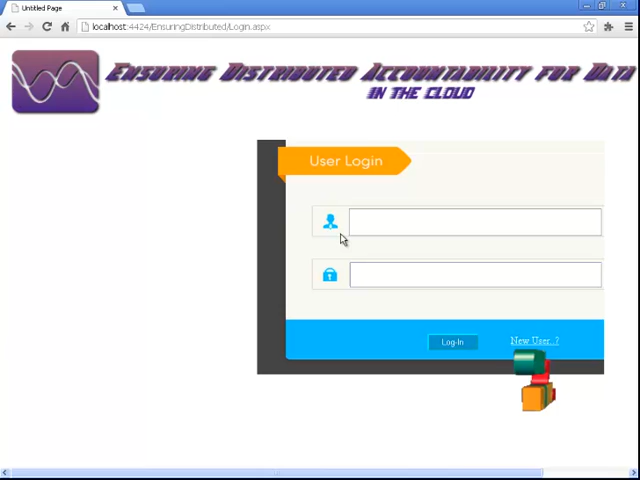 Untitled Page
localhost:4424/EnsuringDistributed/Login.aspx
Ensuring Distributed Accountability for Data
in the Cloud
User Login
Log-In
New User..?